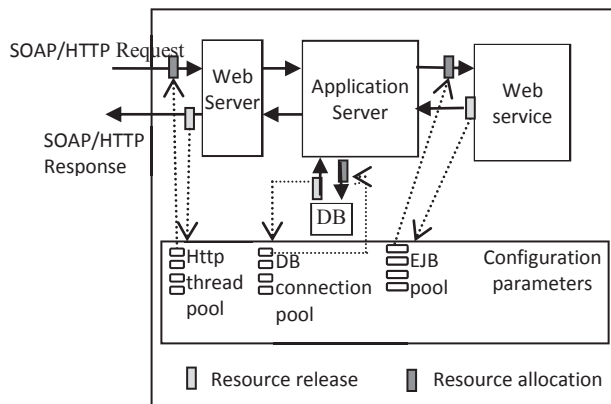 SOAP/HTTP Request
Web
Server
Application
Server
Web
service
SOAP/HTTP
Response
DB
Http
thread
pool
DB
connection
pool
EJB
pool
Configuration
parameters
Resource release
Resource allocation